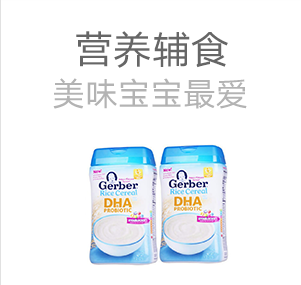 营养辅食
美味宝宝最爱
Gerber
Rice Cereal
DHA
PROBIOTIC
Gerber
Rice Cereal
DHA
PROBIOTIC